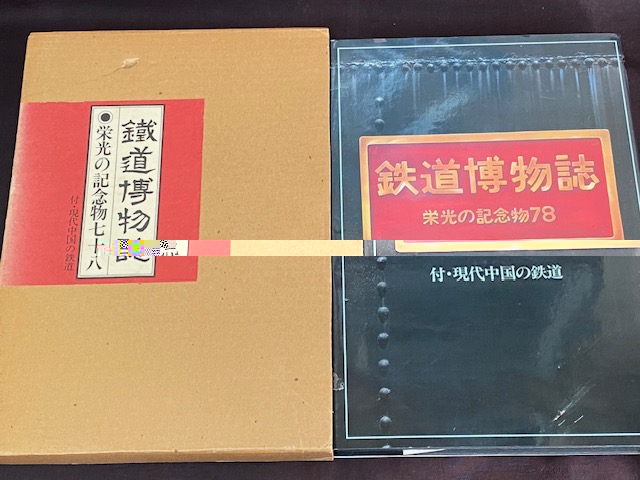 鐵道博物誌
●栄光の記念物七十八
付・現代中国の鉄道
鉄道博物誌
栄光の記念物78
付・現代中国の鉄道